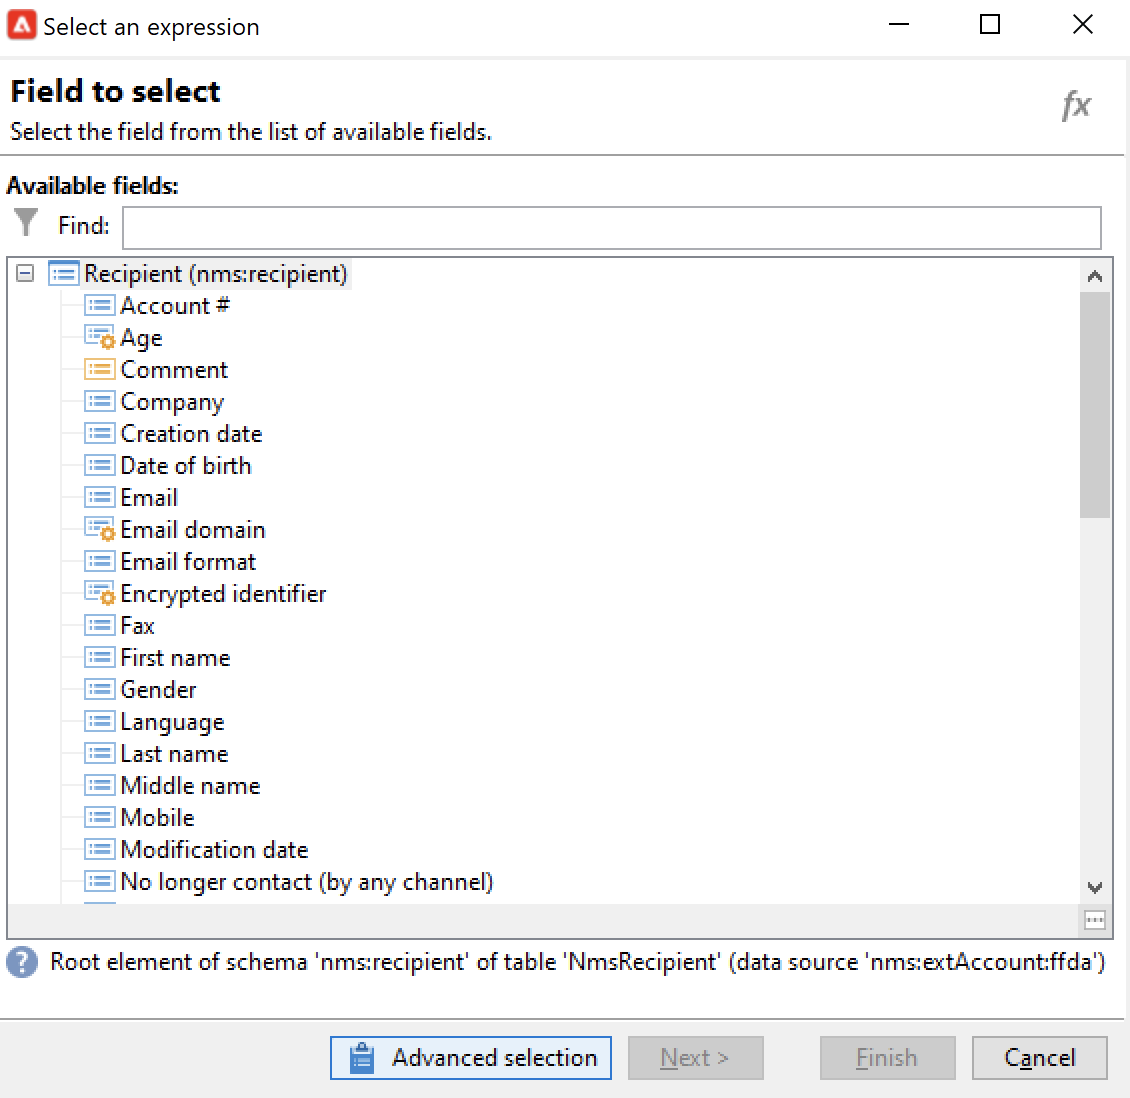 Select an expression
Field to select
fx
Select the field from the list of available fields.
Available fields:
Find:
Recipient (nms:recipient)
Account #
Age
Comment
Company
Creation date
Date of birth
Email
Email domain
Email format
Encrypted identifier
Fax
First name
Gender
Language
Last name
Middle name
Mobile
Modification date
No longer contact (by any channel)
Root element of schema 'nms:recipient' of table 'NmsRecipient' (data source 'nms:extAccount:ffda')
Advanced selection Next > Finish Cancel